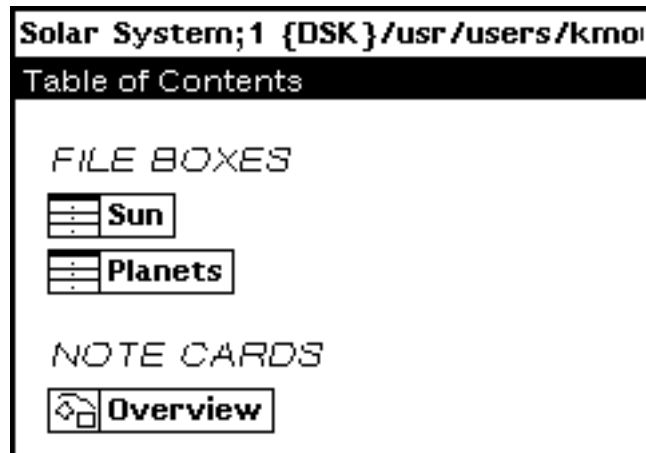 Solar System;1 {DSK}/usr/users/kmo
Table of Contents
FILE BOXES
Sun
Planets
NOTE CARDS
Overview